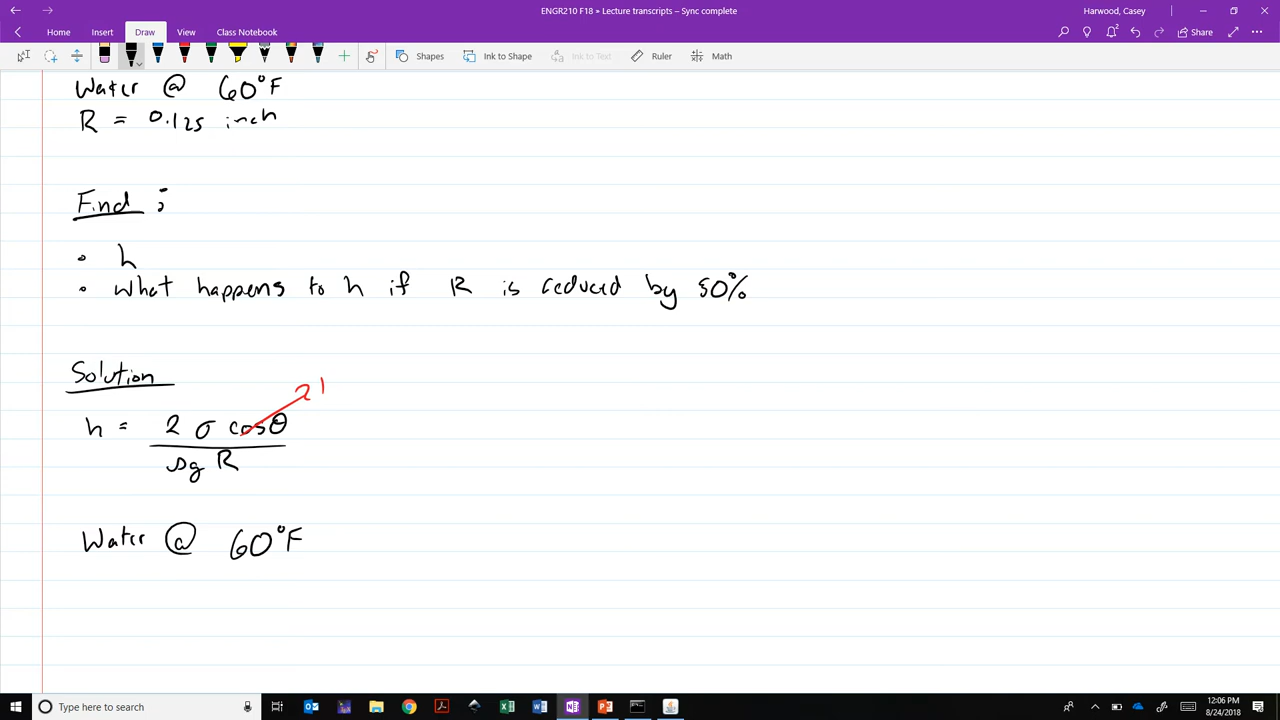 ENGR210 F18 » Lecture transcripts – Sync complete
Harwood, Casey
Home Insert Draw View Class Notebook
Share
Shapes Ink to Shape Ink to Text Ruler Math
Water @ 60°F
R = 0.125 inch
Find :
• h
• what happens to h if R is reduced by 50%
Solution
1
h = 2 σ cosθ
ρg R
Water @ 60°F
Type here to search
12:06 PM
8/24/2018